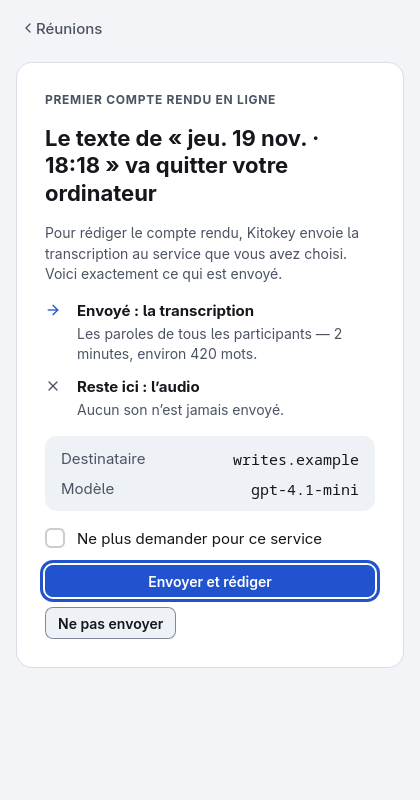 Réunions
PREMIER COMPTE RENDU EN LIGNE
Le texte de « jeu. 19 nov. ·
18:18 » va quitter votre
ordinateur
Pour rédiger le compte rendu, Kitokey envoie la
transcription au service que vous avez choisi.
Voici exactement ce qui est envoyé.
Envoyé : la transcription
Les paroles de tous les participants — 2
minutes, environ 420 mots.
Reste ici : l’audio
Aucun son n’est jamais envoyé.
Destinataire writes.example
Modèle gpt-4.1-mini
Ne plus demander pour ce service
Envoyer et rédiger
Ne pas envoyer